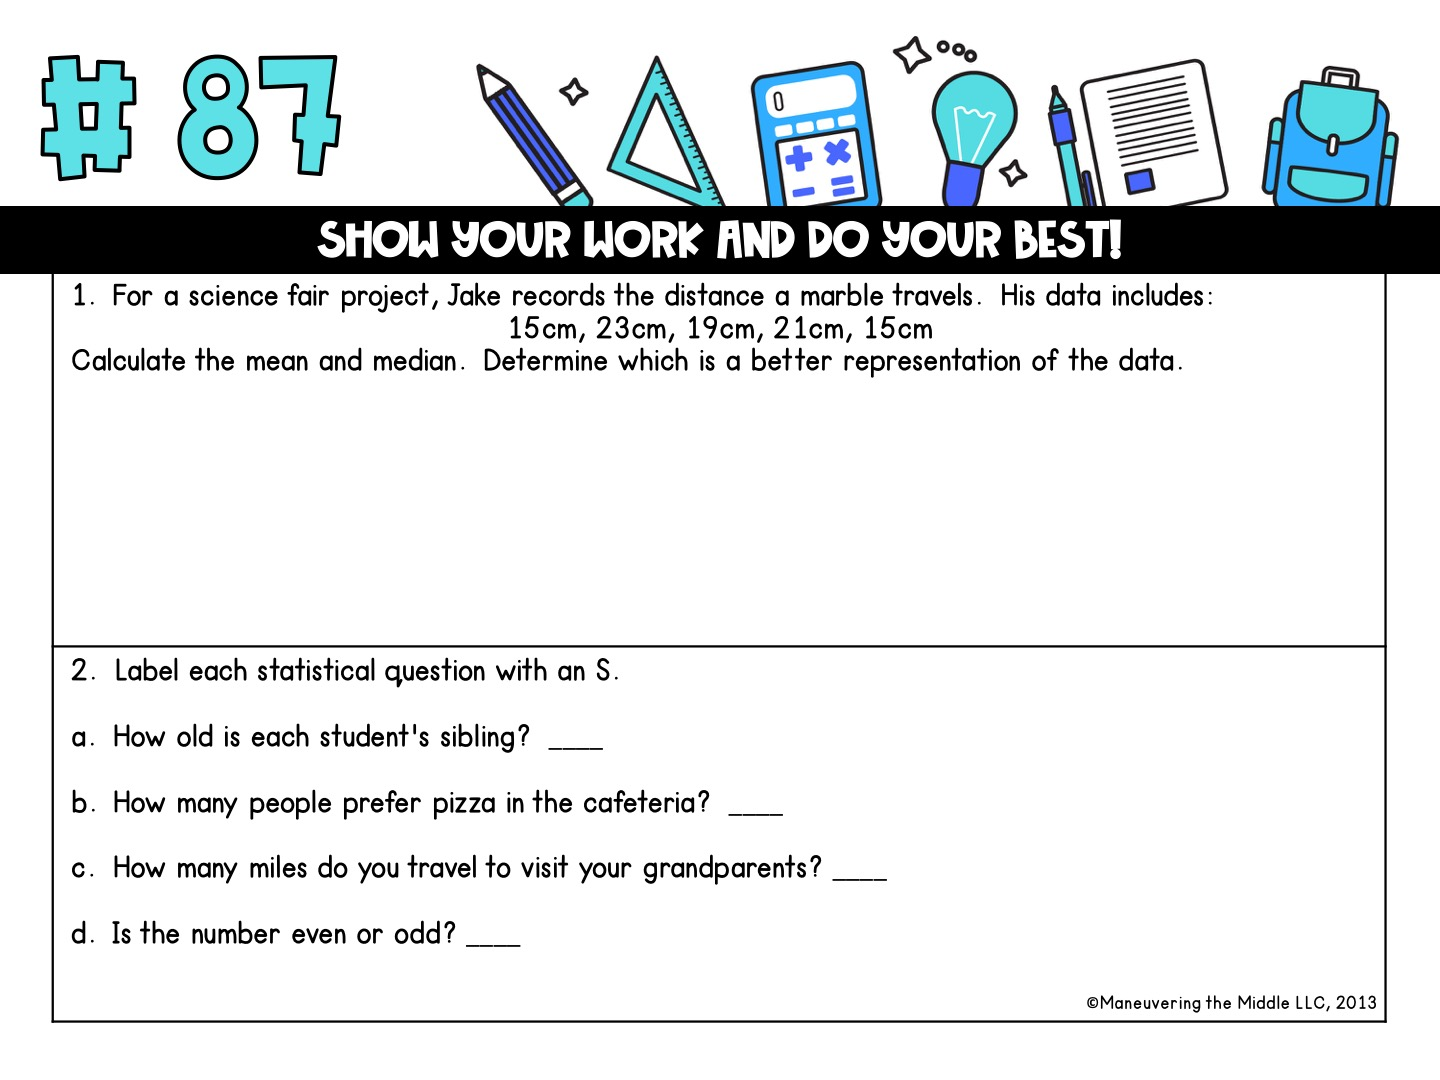 # 87
SHOW YOUR WORK AND DO YOUR BEST!
1. For a science fair project, Jake records the distance a marble travels. His data includes:
15cm, 23cm, 19cm, 21cm, 15cm
Calculate the mean and median. Determine which is a better representation of the data.
2. Label each statistical question with an S.
a. How old is each student's sibling? ____
b. How many people prefer pizza in the cafeteria? ____
c. How many miles do you travel to visit your grandparents? ____
d. Is the number even or odd? ____
©Maneuvering the Middle LLC, 2013